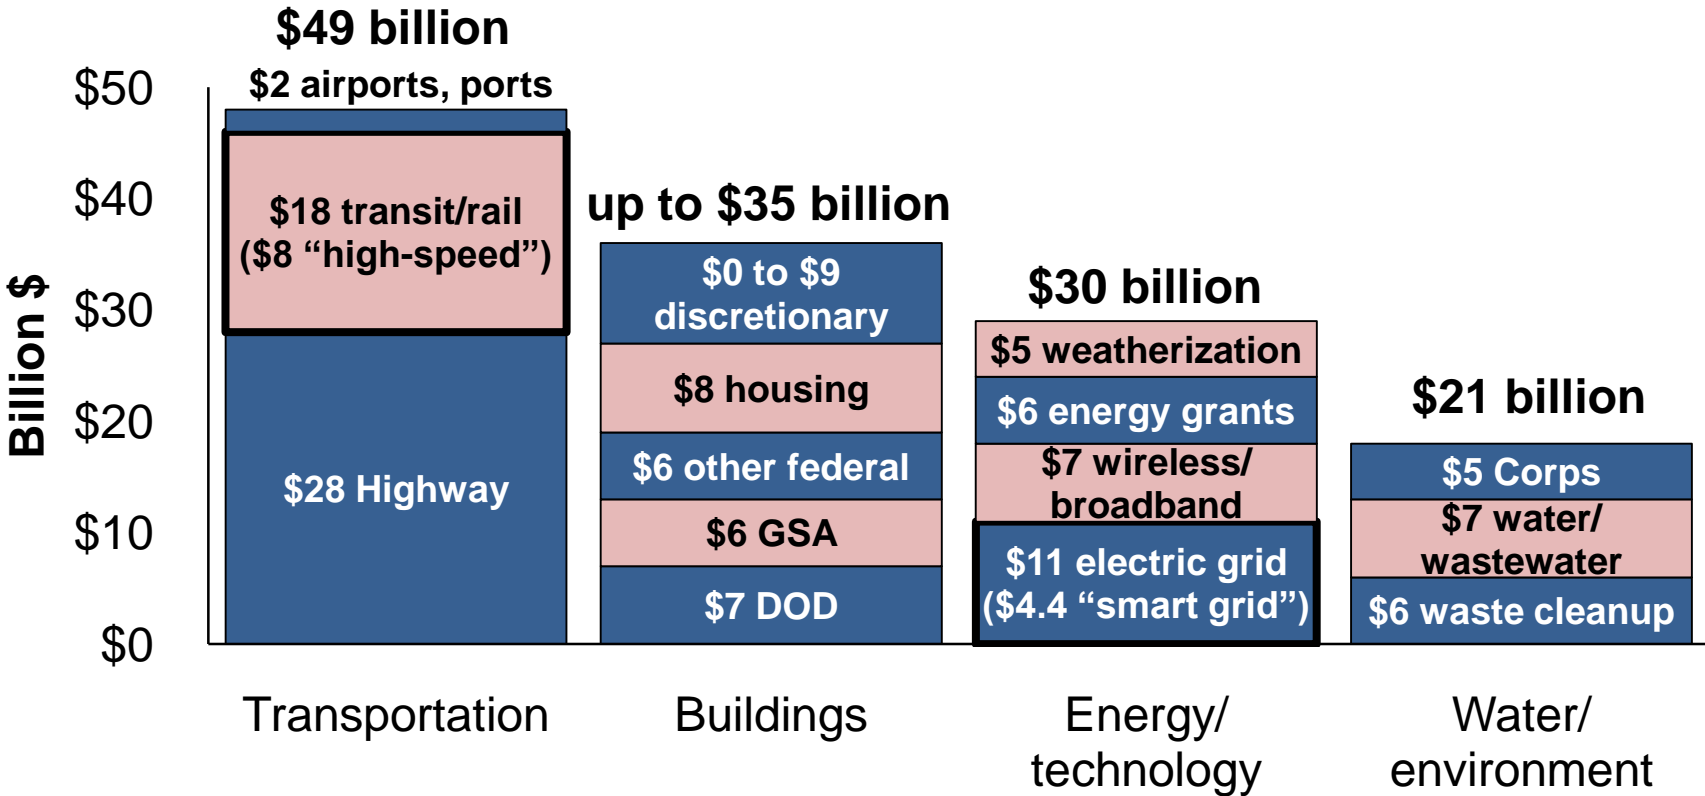 $49 billion
$2 airports, ports
$18 transit/rail
($8 “high-speed”)
$28 Highway
up to $35 billion
$0 to $9
discretionary
$8 housing
$6 other federal
$6 GSA
$7 DOD
$30 billion
$5 weatherization
$6 energy grants
$7 wireless/
broadband
$11 electric grid
($4.4 “smart grid”)
$21 billion
$5 Corps
$7 water/
wastewater
$6 waste cleanup
Billion $
$50
$40
$30
$20
$10
$0
Transportation
Buildings
Energy/
technology
Water/
environment